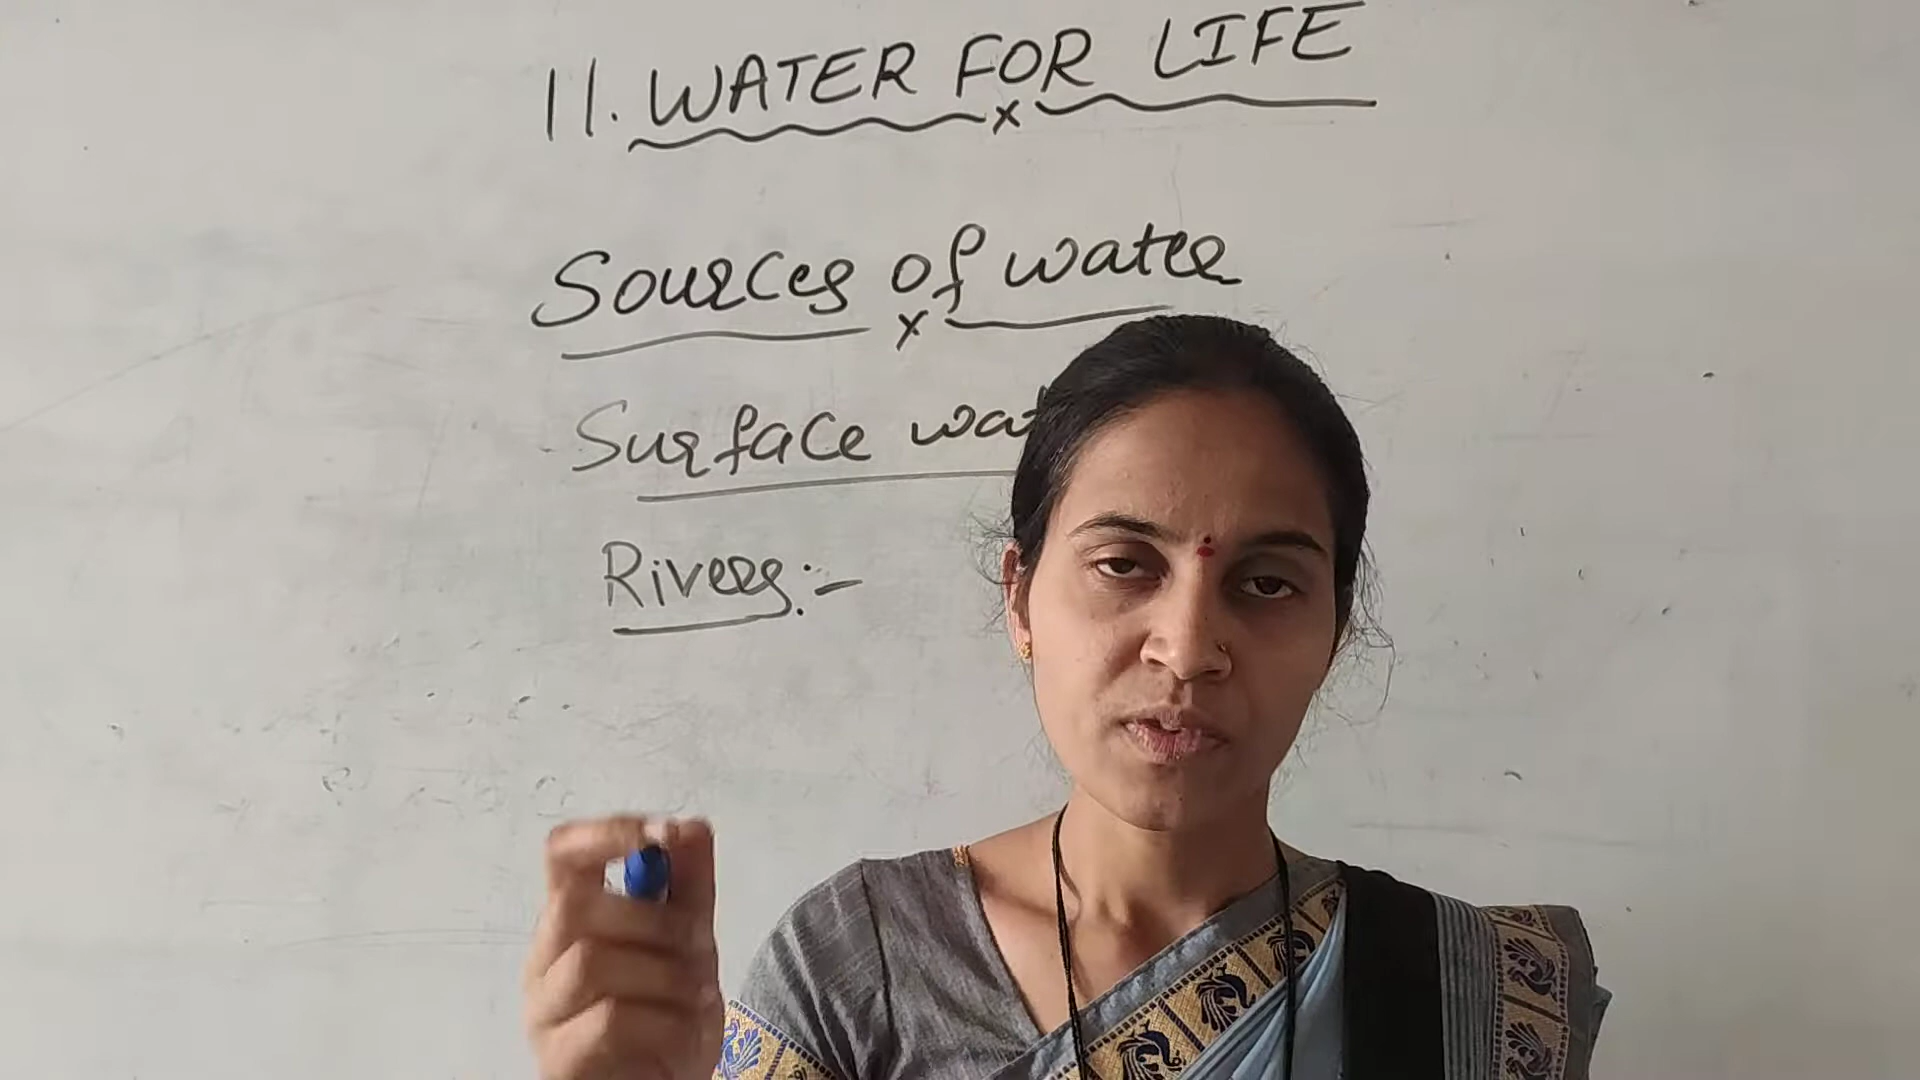 11. WATER FOR LIFE
Sources of water
Surface wat
Rivers:-